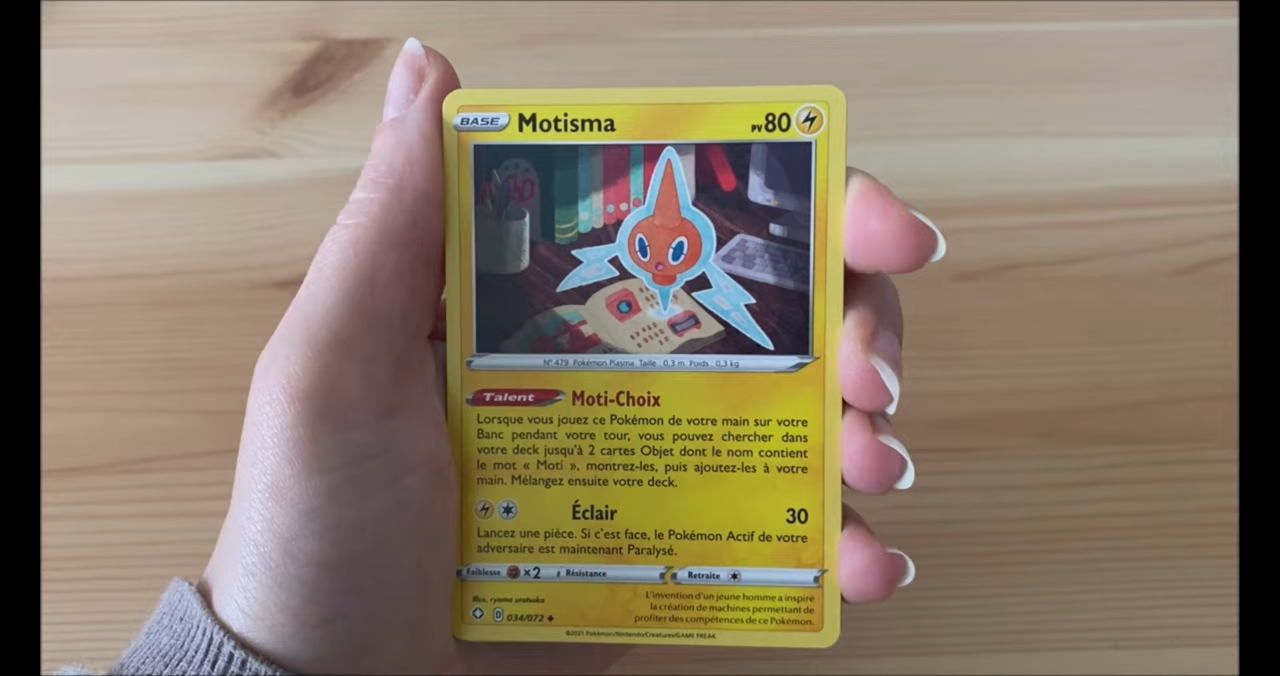 BASE Motisma PV 80
N° 479 Pokémon Plasma Taille : 0,3 m Poids : 0,3 kg
Talent Moti-Choix
Lorsque vous jouez ce Pokémon de votre main sur votre
Banc pendant votre tour, vous pouvez chercher dans
votre deck jusqu'à 2 cartes Objet dont le nom contient
le mot « Moti », montrez-les, puis ajoutez-les à votre
main. Mélangez ensuite votre deck.
Éclair 30
Lancez une pièce. Si c'est face, le Pokémon Actif de votre
adversaire est maintenant Paralysé.
Faiblesse ×2 Résistance Retraite
Illus. ryoma uratsuka
L'invention d'un jeune homme a inspiré
la création de machines permettant de
profiter des compétences de ce Pokémon.
D 034/072
©2021 Pokémon/Nintendo/Creatures/GAME FREAK